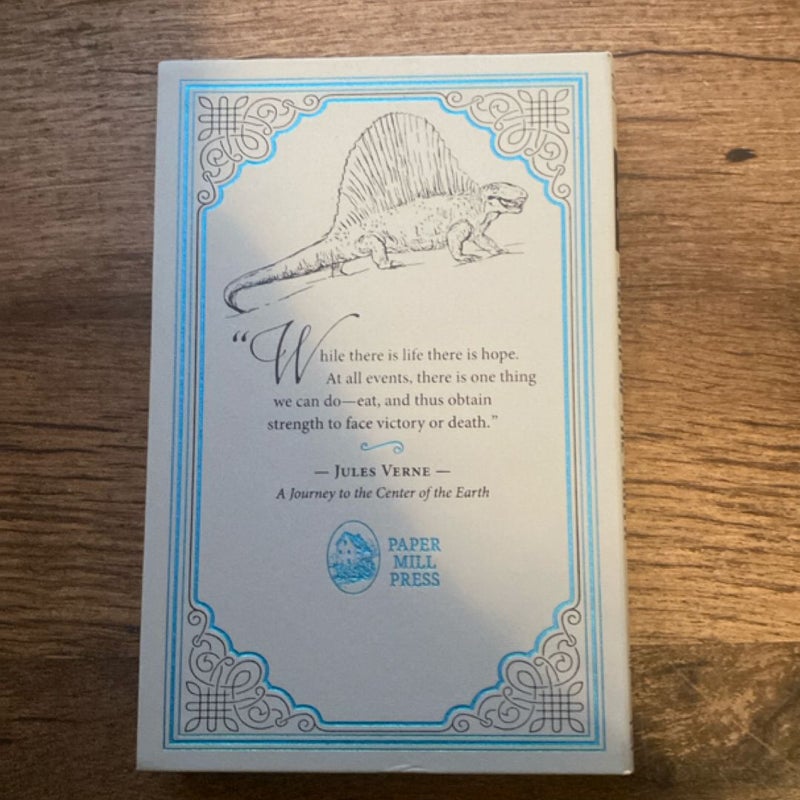 “While there is life there is hope.
At all events, there is one thing
we can do—eat, and thus obtain
strength to face victory or death.”
— Jules Verne —
A Journey to the Center of the Earth
PAPER
MILL
PRESS